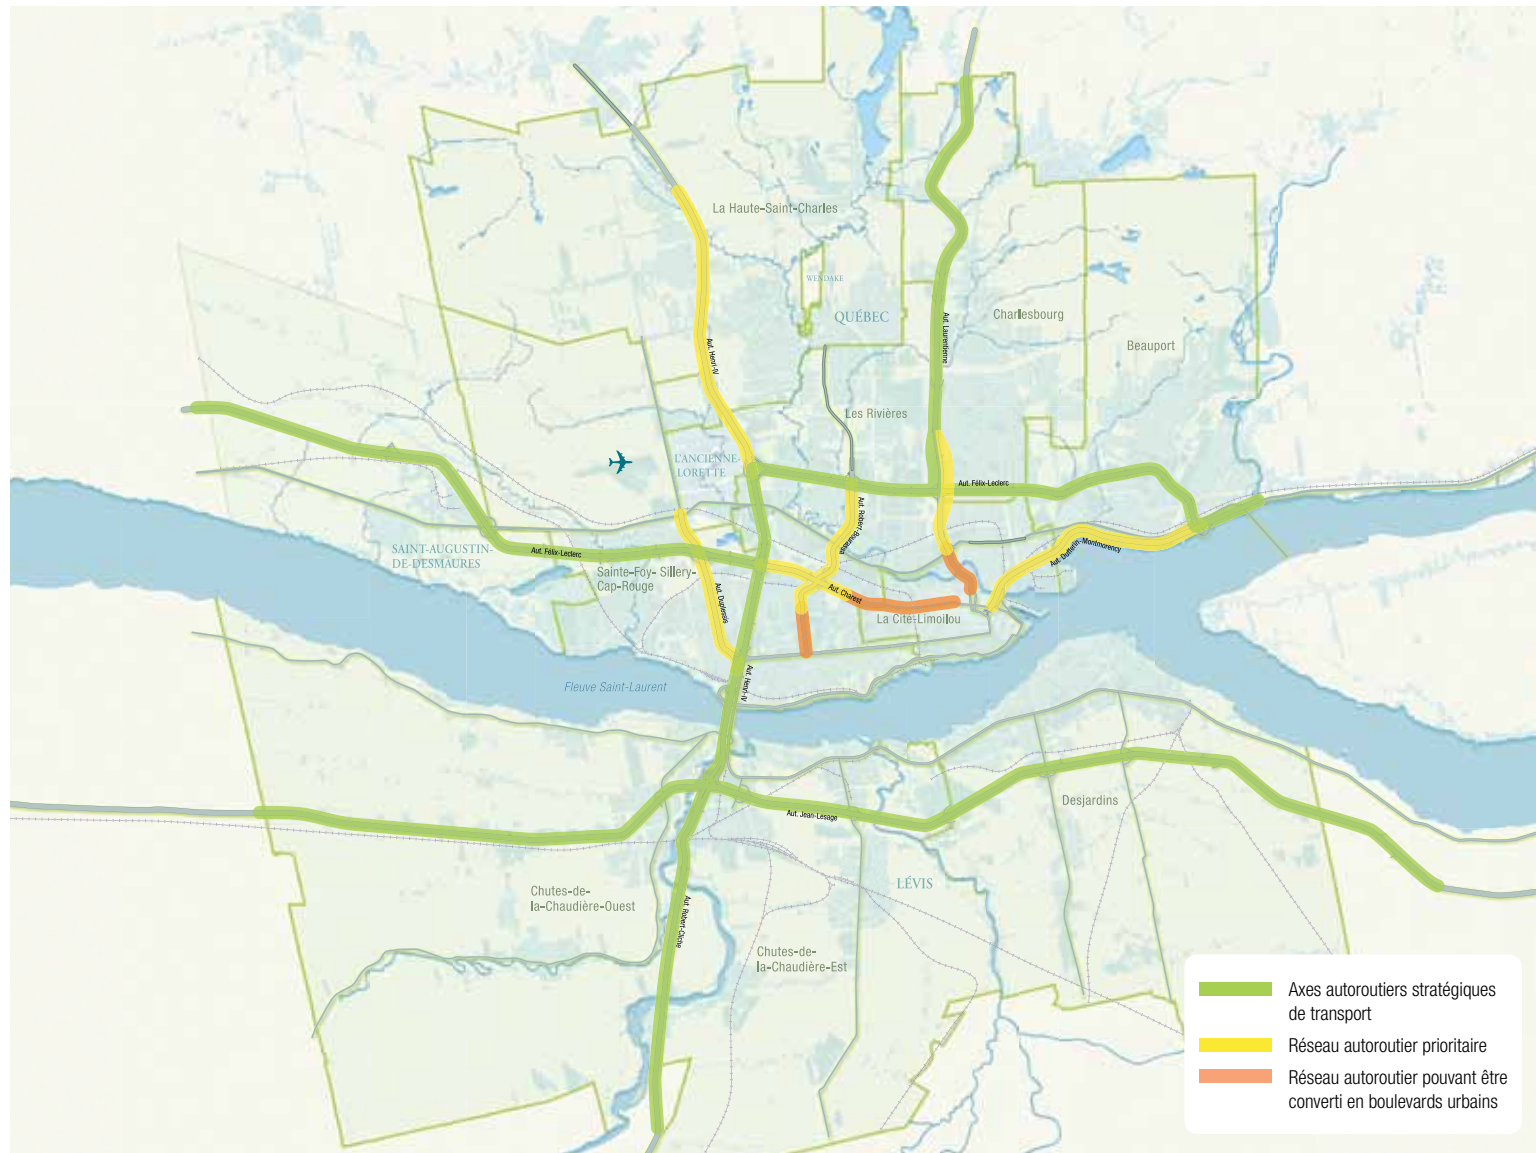 La Haute-Saint-Charles
WENDAKE
QUÉBEC
Charlesbourg
Aut. Laurentienne
Beauport
Aut. Henri-IV
Les Rivières
L'ANCIENNE-
LORETTE
Aut. Félix-Leclerc
Aut. Robert-Bourassa
SAINT-AUGUSTIN-
DE-DESMAURES
Aut. Félix-Leclerc
Aut. Dufferin-Montmorency
Sainte-Foy- Sillery-
Cap-Rouge
Aut. Duplessis
Aut. Charest
La Cité-Limoilou
Aut. Henri-IV
Fleuve Saint-Laurent
Desjardins
Aut. Jean-Lesage
LÉVIS
Chutes-de-
la-Chaudière-Ouest
Aut. Robert-Cliche
Chutes-de-
la-Chaudière-Est
Axes autoroutiers stratégiques
de transport
Réseau autoroutier prioritaire
Réseau autoroutier pouvant être
converti en boulevards urbains